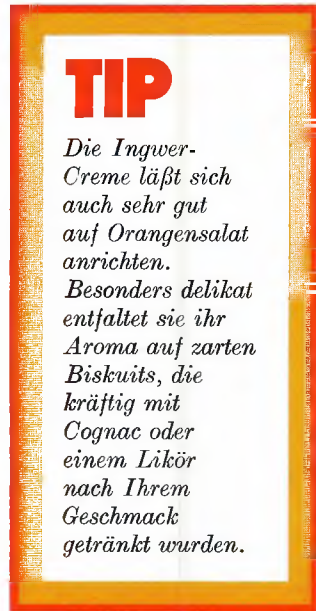 TIP
Die Ingwer-
Creme läßt sich
auch sehr gut
auf Orangensalat
anrichten.
Besonders delikat
entfaltet sie ihr
Aroma auf zarten
Biskuits, die
kräftig mit
Cognac oder
einem Likör
nach Ihrem
Geschmack
getränkt wurden.